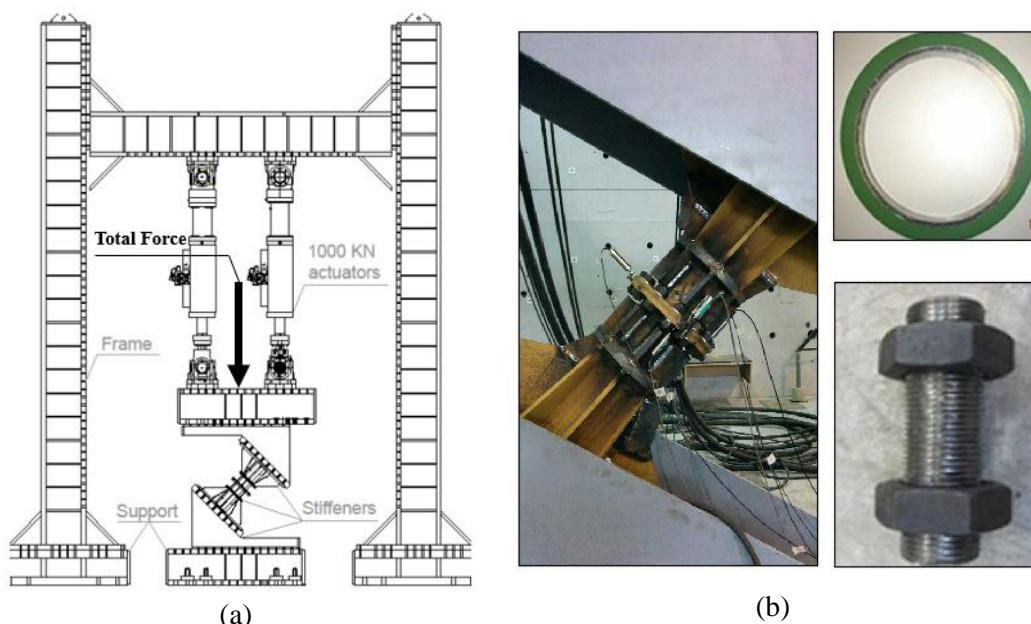 Total Force
1000 KN
actuators
Frame
Support
Stiffeners
(a)
(b)